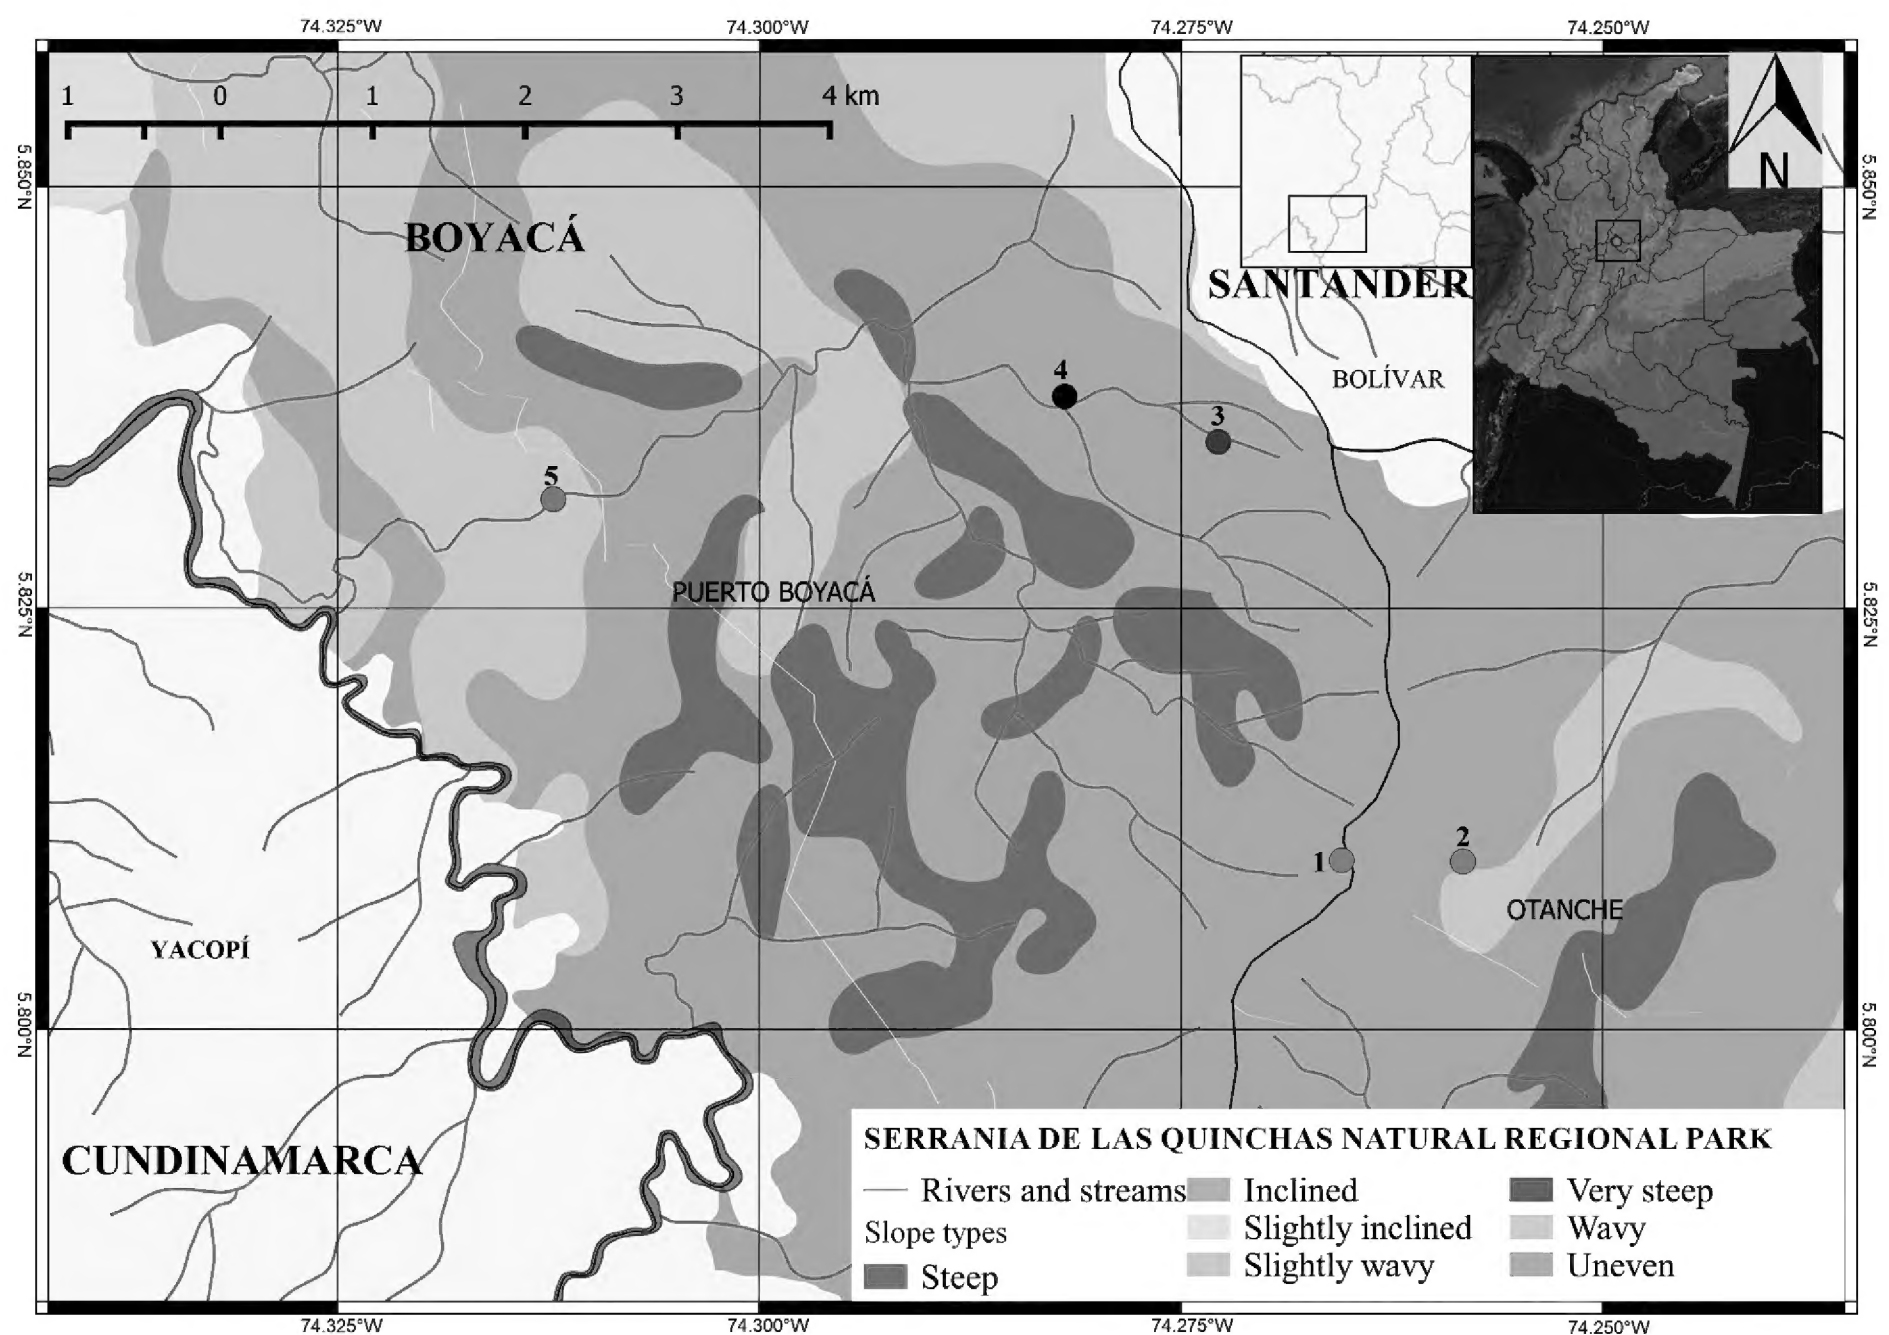 74.325°W 74.300°W 74.275°W 74.250°W
1 0 1 2 3 4 km
N
5.850°N 5.850°N
BOYACÁ
SANTANDER
BOLÍVAR
4
3
5
PUERTO BOYACÁ
5.825°N 5.825°N
1
2
OTANCHE
YACOPÍ
5.800°N 5.800°N
CUNDINAMARCA
SERRANIA DE LAS QUINCHAS NATURAL REGIONAL PARK
Rivers and streams
Slope types
Steep
Inclined
Slightly inclined
Slightly wavy
Very steep
Wavy
Uneven
74.325°W 74.300°W 74.275°W 74.250°W